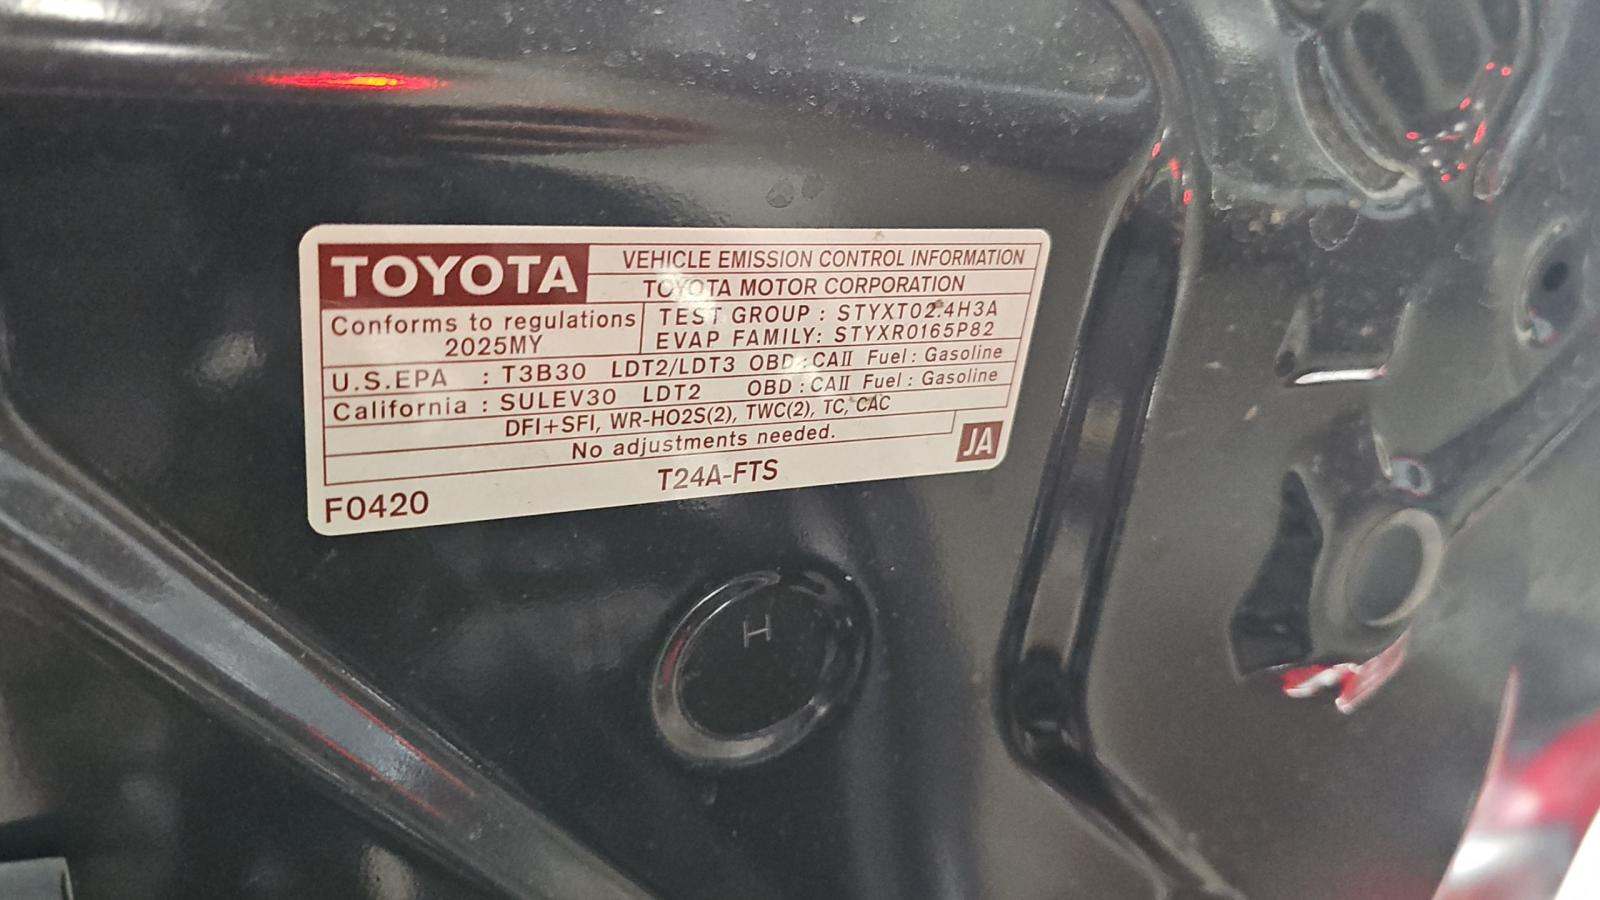 TOYOTA
VEHICLE EMISSION CONTROL INFORMATION
TOYOTA MOTOR CORPORATION
Conforms to regulations
2025MY
TEST GROUP : STYXT02.4H3A
EVAP FAMILY: STYXR0165P82
U.S.EPA : T3B30 LDT2/LDT3 OBD : CAII Fuel : Gasoline
California : SULEV30 LDT2 OBD : CAII Fuel : Gasoline
DFI+SFI, WR-HO2S(2), TWC(2), TC, CAC
No adjustments needed.
JA
T24A-FTS
F0420
H